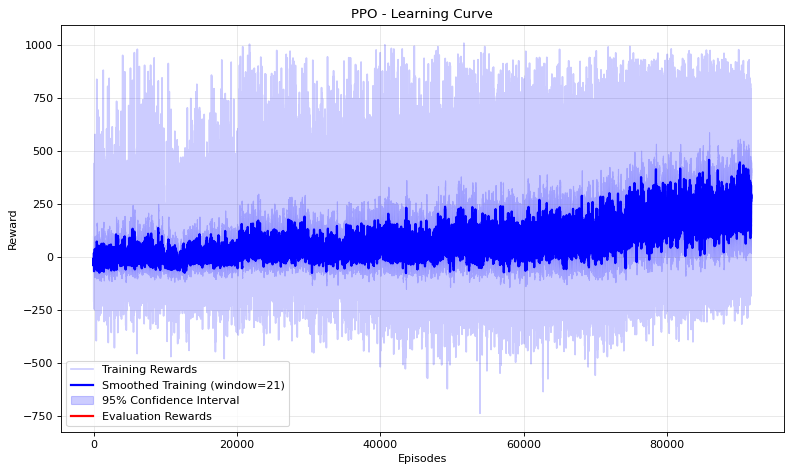 PPO - Learning Curve
1000
750
500
250
0
−250
−500
−750
Reward
Training Rewards
Smoothed Training (window=21)
95% Confidence Interval
Evaluation Rewards
0
20000
40000
60000
80000
Episodes